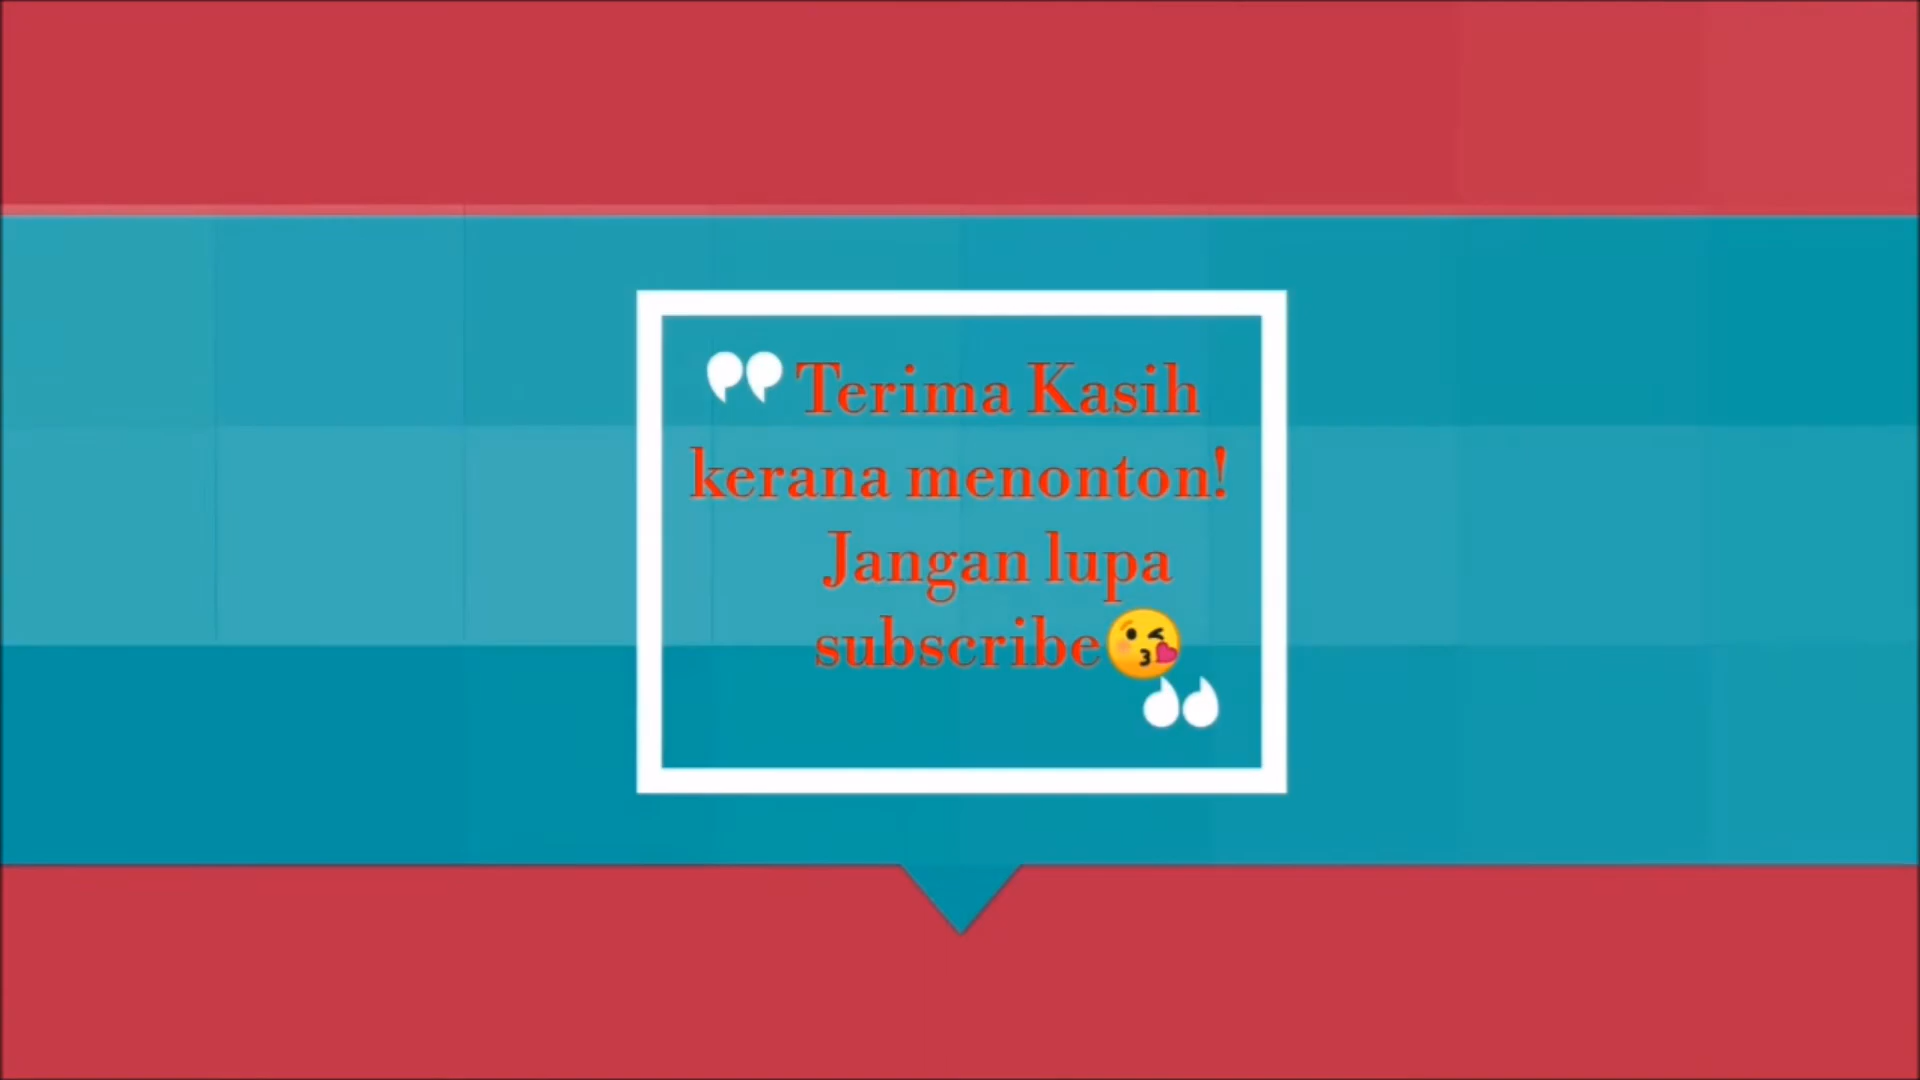 ❞Terima Kasih
kerana menonton!
Jangan lupa
subscribe😘
❝